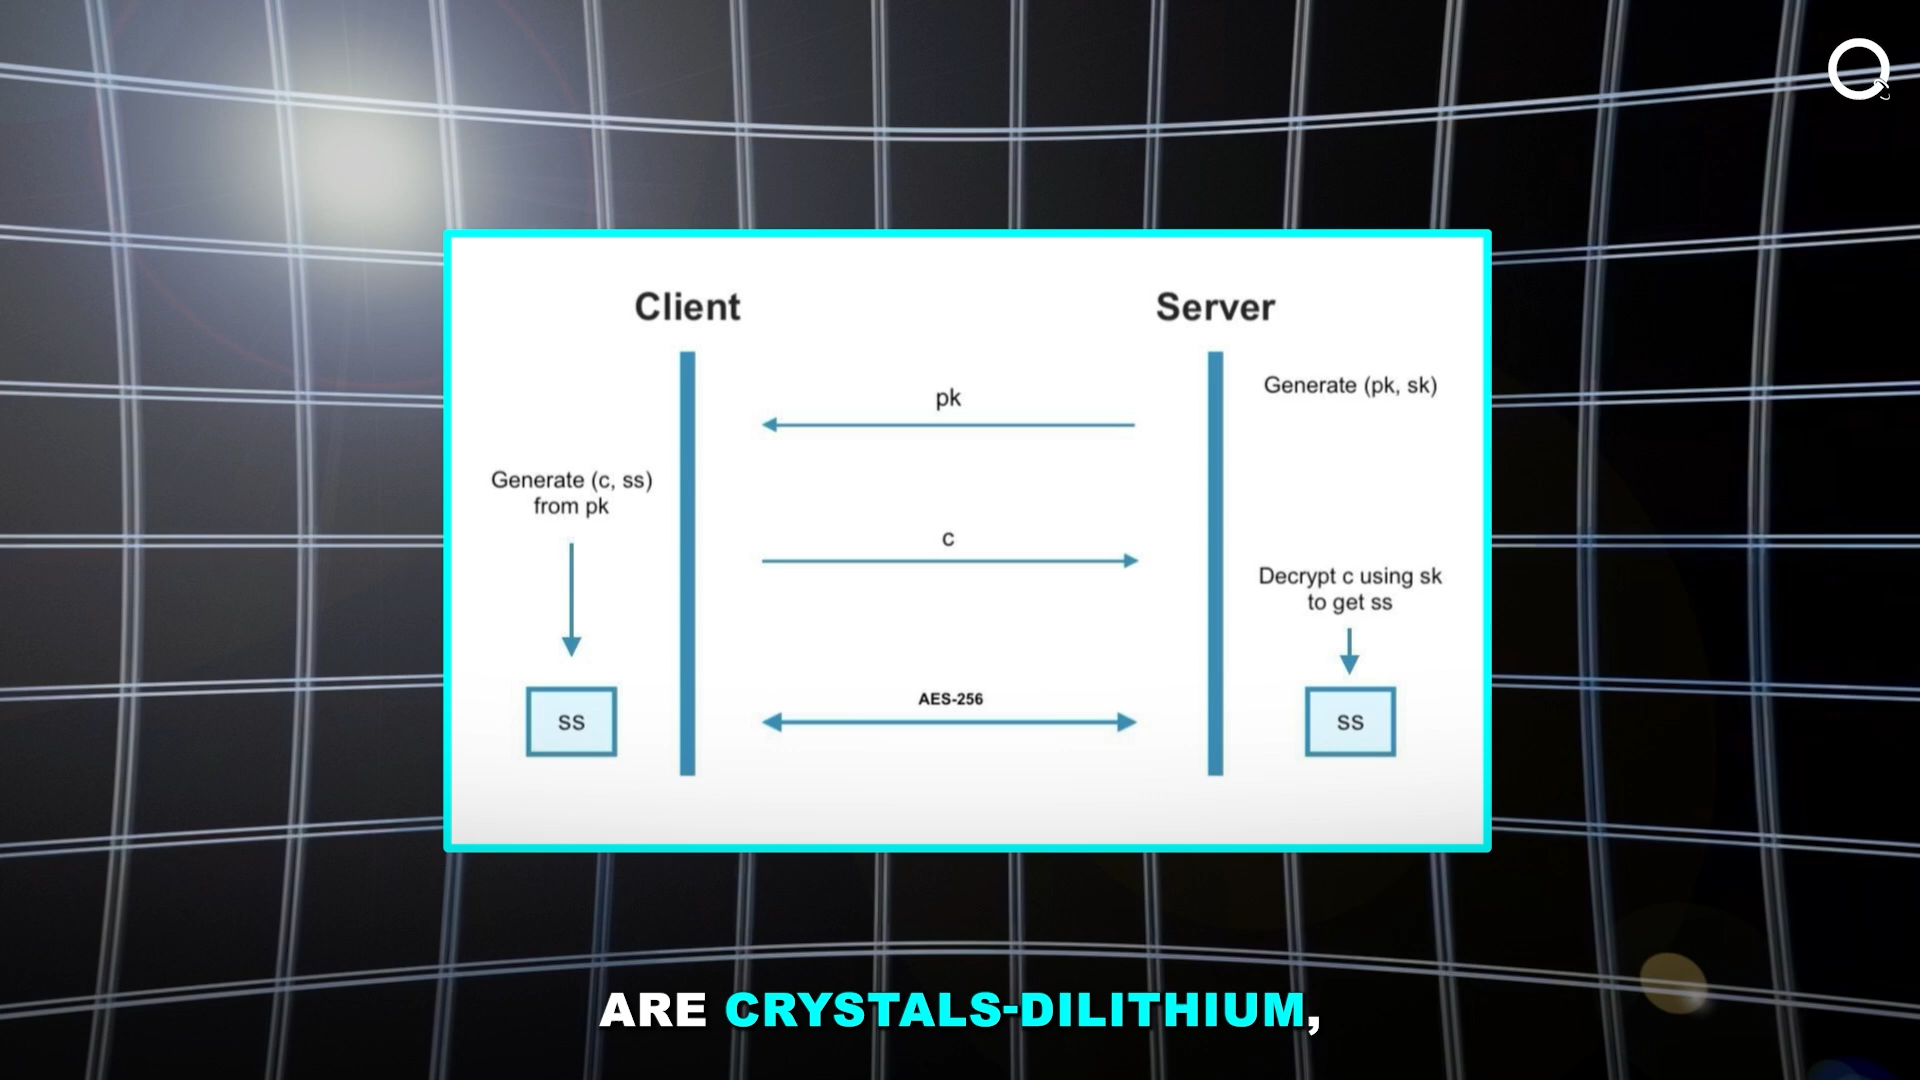 Client
Server
Generate (pk, sk)
pk
Generate (c, ss)
from pk
c
Decrypt c using sk
to get ss
AES-256
ss
ss
ARE CRYSTALS-DILITHIUM,